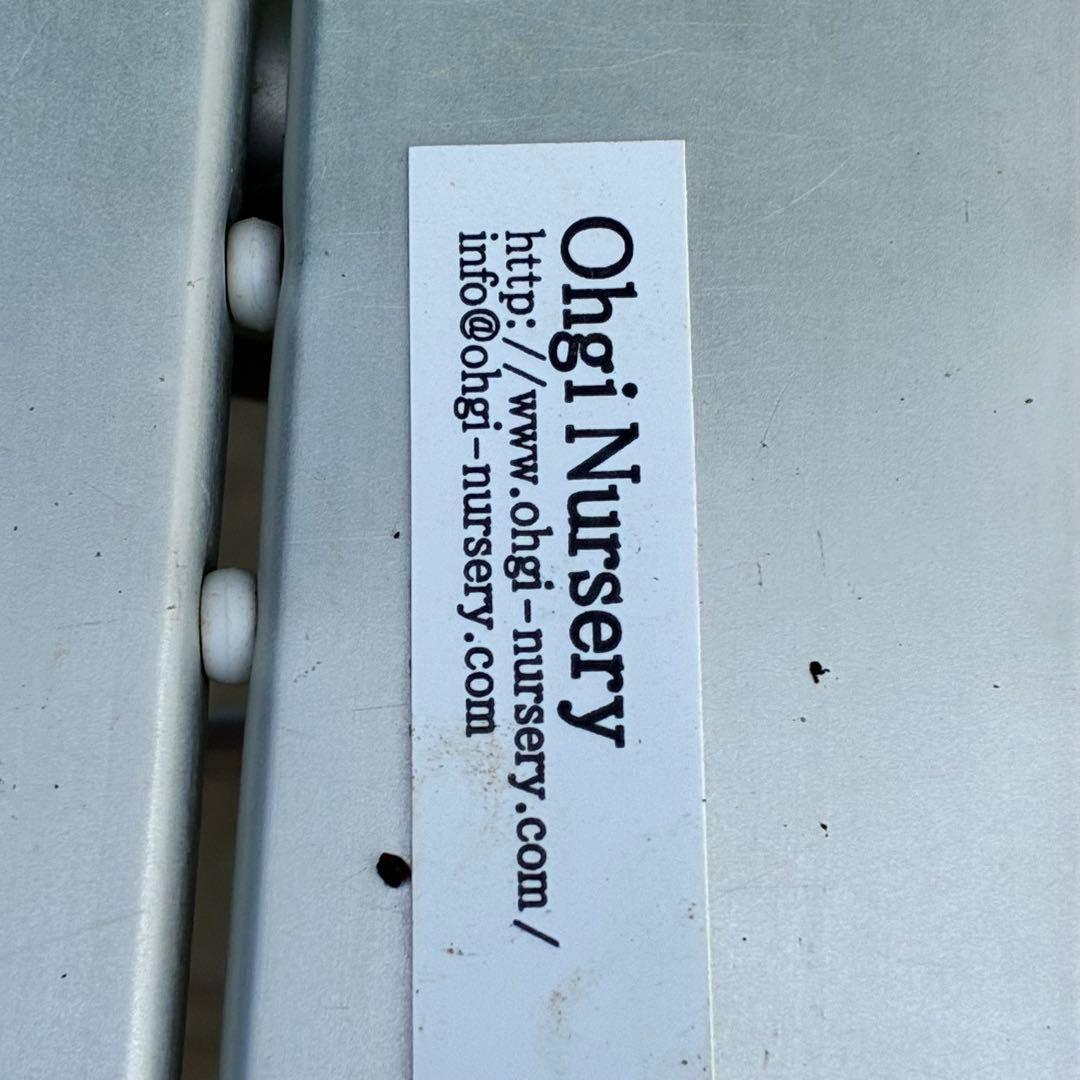 Ohgi Nursery
http://www.ohgi-nursery.com/
info@ohgi-nursery.com